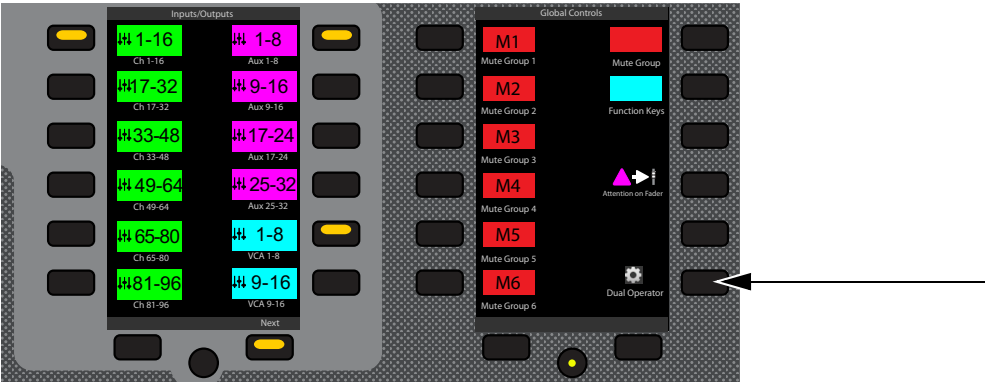 Inputs/Outputs
1-16
Ch 1-16
1-8
Aux 1-8
17-32
Ch 17-32
9-16
Aux 9-16
33-48
Ch 33-48
17-24
Aux 17-24
49-64
Ch 49-64
25-32
Aux 25-32
65-80
Ch 65-80
1-8
VCA 1-8
81-96
Ch 81-96
9-16
VCA 9-16
Next
Global Controls
M1
Mute Group 1
Mute Group
M2
Mute Group 2
Function Keys
M3
Mute Group 3
M4
Mute Group 4
Attention on Fader
M5
Mute Group 5
M6
Mute Group 6
Dual Operator